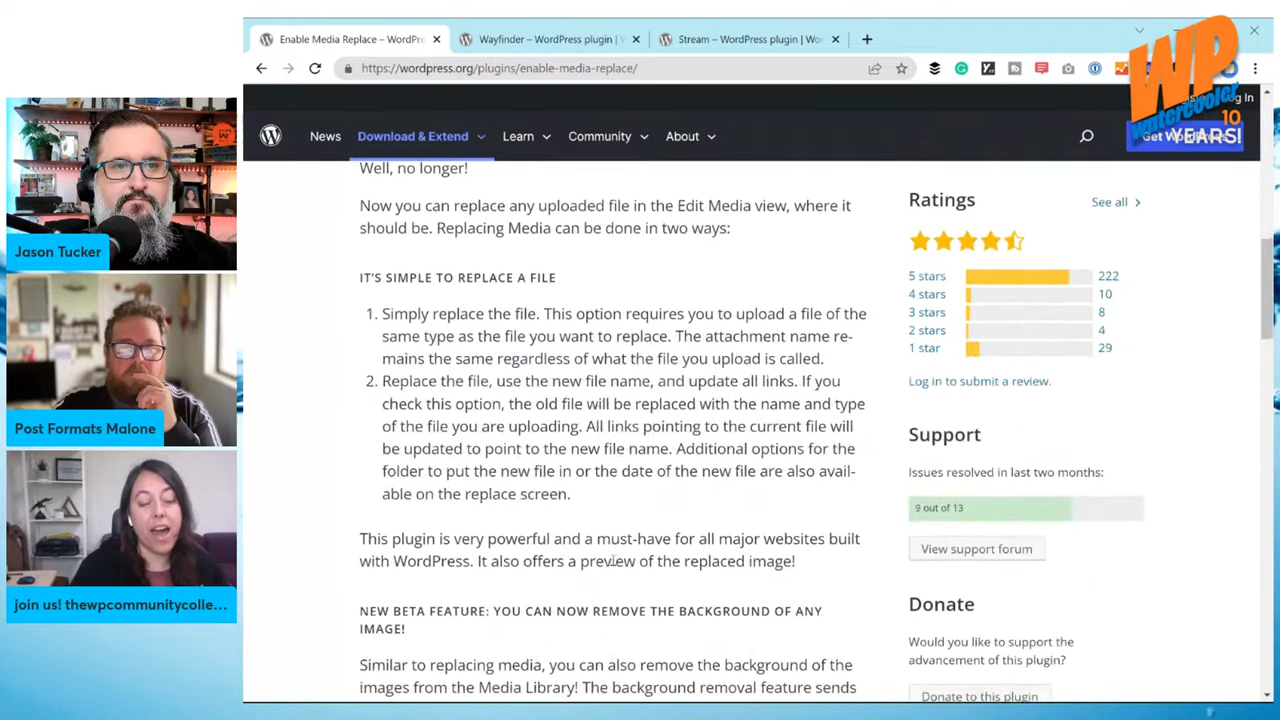 Enable Media Replace – WordPre
Wayfinder – WordPress plugin |
Stream – WordPress plugin | Wo
https://wordpress.org/plugins/enable-media-replace/
WP
watercooler
10
YEARS!
News
Download & Extend
Learn
Community
About
Well, no longer!
Now you can replace any uploaded file in the Edit Media view, where it
should be. Replacing Media can be done in two ways:
IT'S SIMPLE TO REPLACE A FILE
1. Simply replace the file. This option requires you to upload a file of the
same type as the file you want to replace. The attachment name re-
mains the same regardless of what the file you upload is called.
2. Replace the file, use the new file name, and update all links. If you
check this option, the old file will be replaced with the name and type
of the file you are uploading. All links pointing to the current file will
be updated to point to the new file name. Additional options for the
folder to put the new file in or the date of the new file are also avail-
able on the replace screen.
This plugin is very powerful and a must-have for all major websites built
with WordPress. It also offers a preview of the replaced image!
NEW BETA FEATURE: YOU CAN NOW REMOVE THE BACKGROUND OF ANY
IMAGE!
Similar to replacing media, you can also remove the background of the
images from the Media Library! The background removal feature sends
Ratings
See all
5 stars 222
4 stars 10
3 stars 8
2 stars 4
1 star 29
Log in to submit a review.
Support
Issues resolved in last two months:
9 out of 13
View support forum
Donate
Would you like to support the
advancement of this plugin?
Donate to this plugin
Jason Tucker
Post Formats Malone
join us! thewpcommunitycolle...